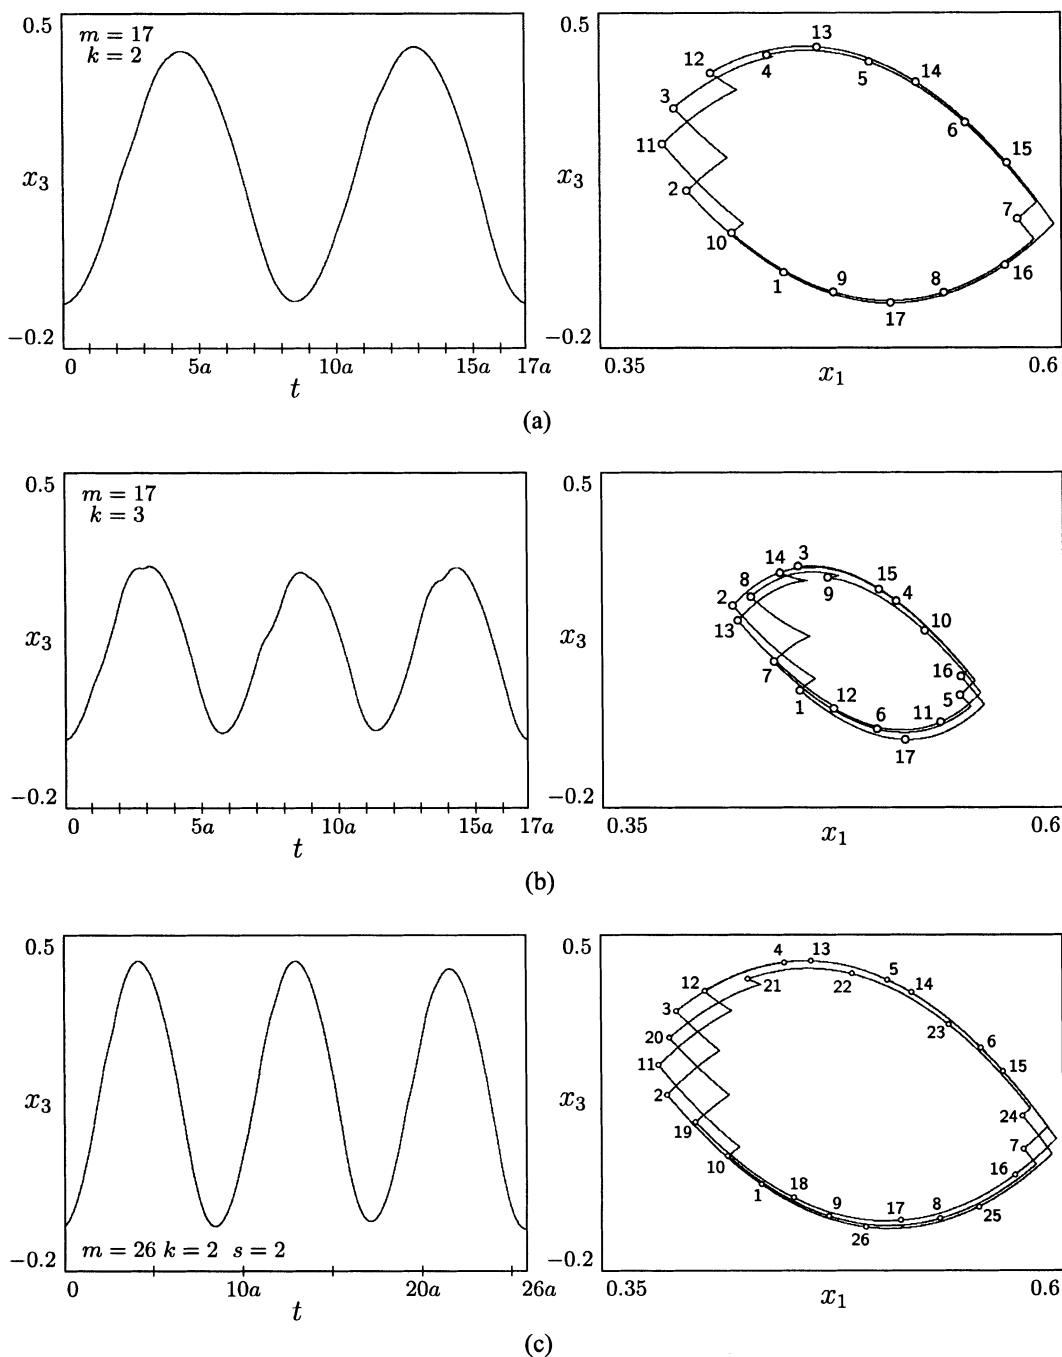 0.5
m = 17
k = 2
x3
−0.2
0 5a 10a 15a 17a
t
0.5
12 4 13 5 14
3
11 6 15
x3
2 7
10
1 9 17 8 16
−0.2
0.35 x1 0.6
(a)
0.5
m = 17
k = 3
x3
−0.2
0 5a 10a 15a 17a
t
0.5
14 3
8 15
2 9 4
13 10
x3
7 16
1 12 5
6 11
17
−0.2
0.35 x1 0.6
(b)
0.5
x3
m = 26 k = 2 s = 2
−0.2
0 10a 20a 26a
t
0.5
4 13
12 21 22 5 14
3
20 23 6
11 15
x3
2 24
19
10 7
1 18 16
9 17 8 25
26
−0.2
0.35 x1 0.6
(c)